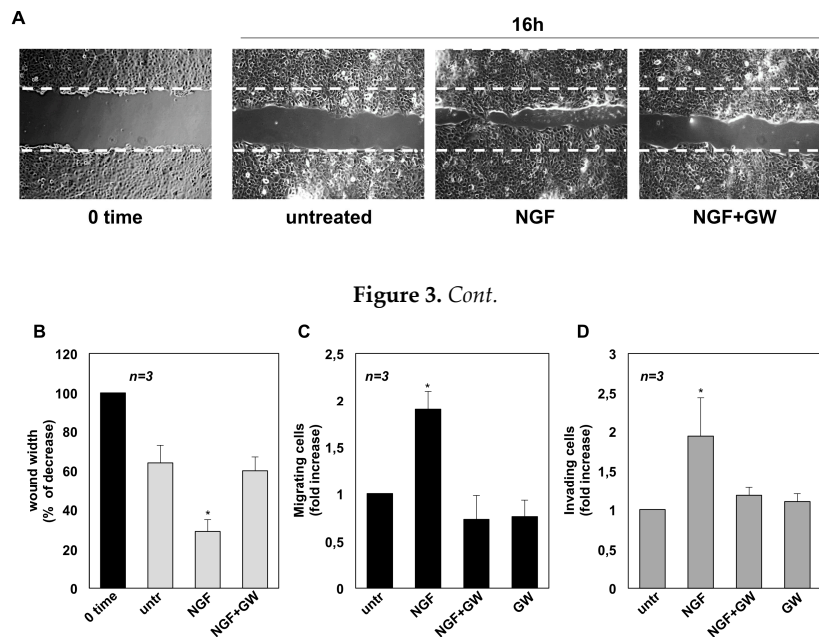 A
16h
0 time
untreated
NGF
NGF+GW
Figure 3. Cont.
B
n=3
wound width
(% of decrease)
120
100
80
60
40
20
0
*
0 time
untr
NGF
NGF+GW
C
n=3
Migrating cells
(fold increase)
2,5
2
1,5
1
0,5
0
*
untr
NGF
NGF+GW
GW
D
n=3
Invading cells
(fold increase)
3
2,5
2
1,5
1
0,5
0
*
untr
NGF
NGF+GW
GW